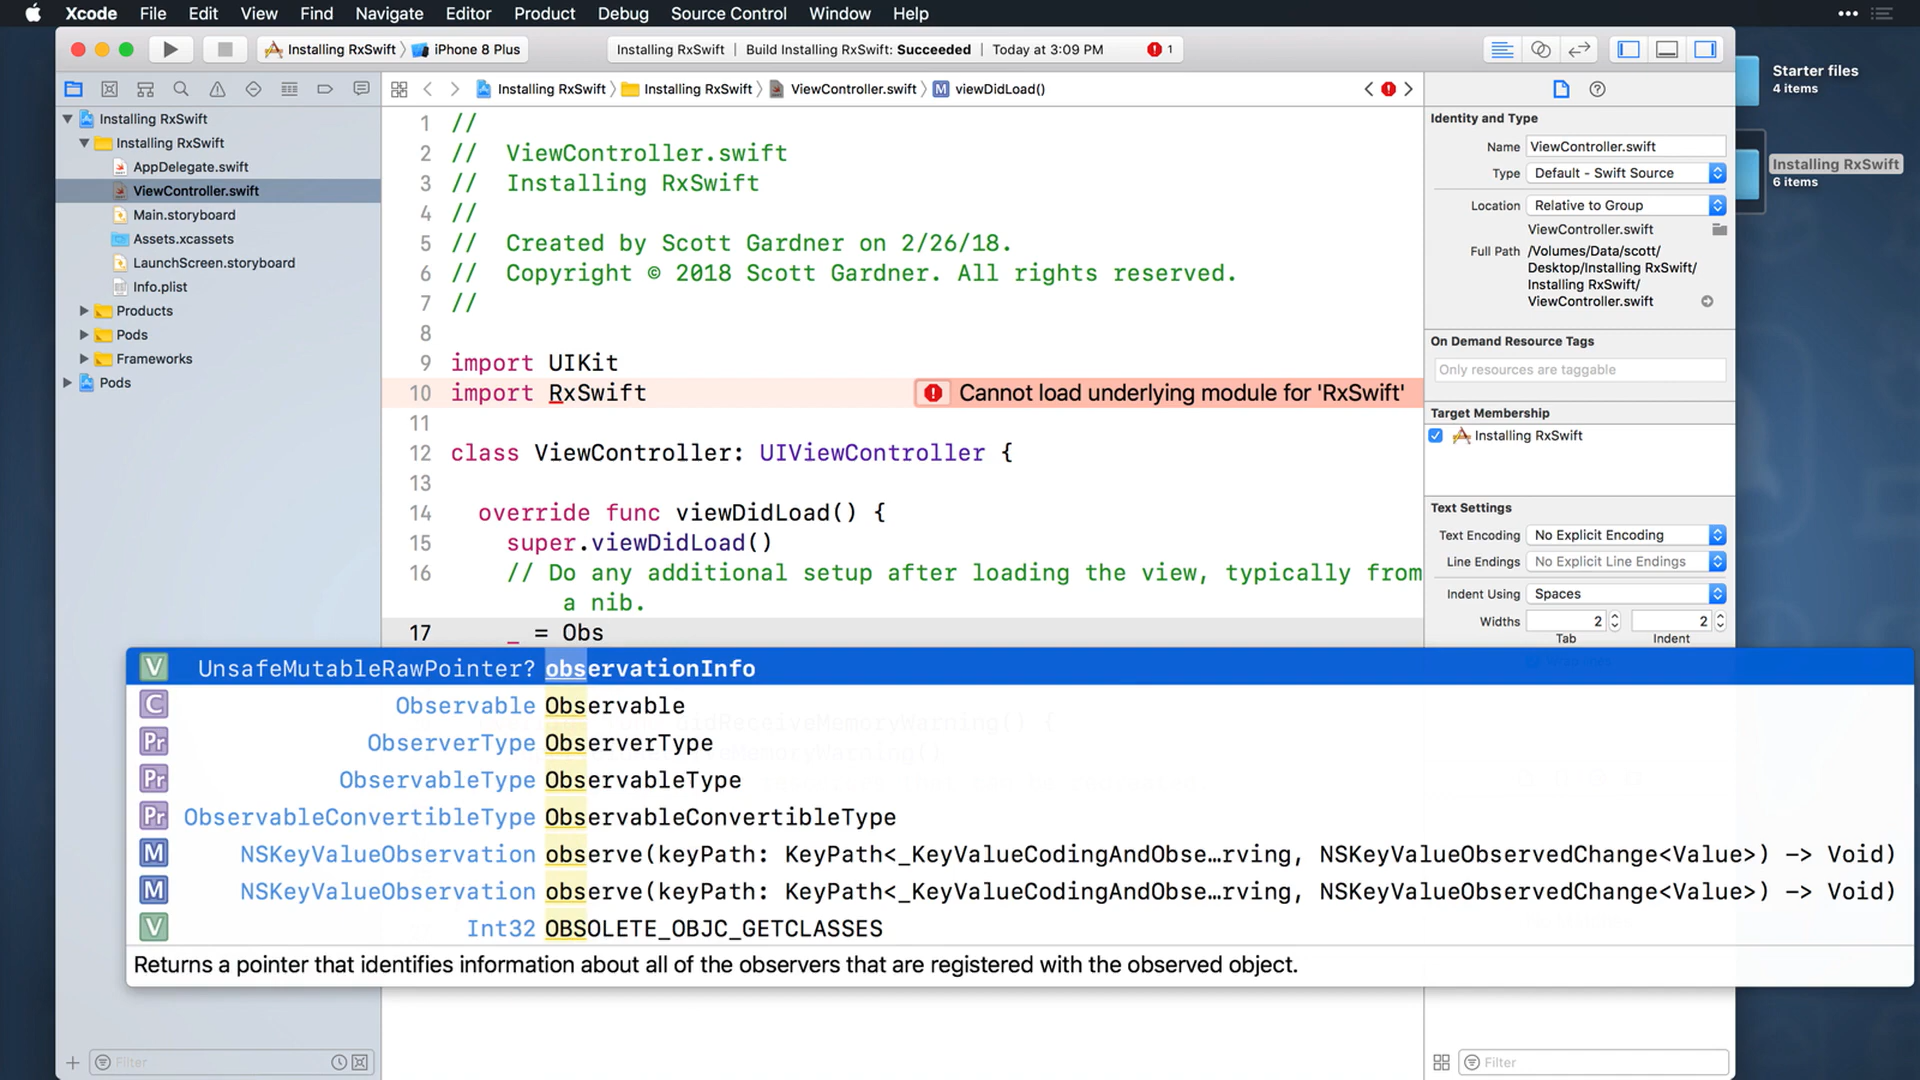 Xcode File Edit View Find Navigate Editor Product Debug Source Control Window Help
Installing RxSwift iPhone 8 Plus
Installing RxSwift | Build Installing RxSwift: Succeeded | Today at 3:09 PM 1
Installing RxSwift Installing RxSwift ViewController.swift M viewDidLoad()
Installing RxSwift
Installing RxSwift
AppDelegate.swift
ViewController.swift
Main.storyboard
Assets.xcassets
LaunchScreen.storyboard
Info.plist
Products
Pods
Frameworks
Pods
Filter
1 //
2 // ViewController.swift
3 // Installing RxSwift
4 //
5 // Created by Scott Gardner on 2/26/18.
6 // Copyright © 2018 Scott Gardner. All rights reserved.
7 //
8
9 import UIKit
10 import RxSwift Cannot load underlying module for 'RxSwift'
11
12 class ViewController: UIViewController {
13
14 override func viewDidLoad() {
15 super.viewDidLoad()
16 // Do any additional setup after loading the view, typically from
a nib.
17 _ = Obs
V UnsafeMutableRawPointer? observationInfo
C Observable Observable
Pr ObserverType ObserverType
Pr ObservableType ObservableType
Pr ObservableConvertibleType ObservableConvertibleType
M NSKeyValueObservation observe(keyPath: KeyPath<_KeyValueCodingAndObse…rving, NSKeyValueObservedChange<Value>) -> Void)
M NSKeyValueObservation observe(keyPath: KeyPath<_KeyValueCodingAndObse…rving, NSKeyValueObservedChange<Value>) -> Void)
V Int32 OBSOLETE_OBJC_GETCLASSES
Returns a pointer that identifies information about all of the observers that are registered with the observed object.
Identity and Type
Name ViewController.swift
Type Default - Swift Source
Location Relative to Group
ViewController.swift
Full Path /Volumes/Data/scott/
Desktop/Installing RxSwift/
Installing RxSwift/
ViewController.swift
On Demand Resource Tags
Only resources are taggable
Target Membership
Installing RxSwift
Text Settings
Text Encoding No Explicit Encoding
Line Endings No Explicit Line Endings
Indent Using Spaces
Widths 2 2
Tab Indent
Filter
Starter files
4 items
Installing RxSwift
6 items